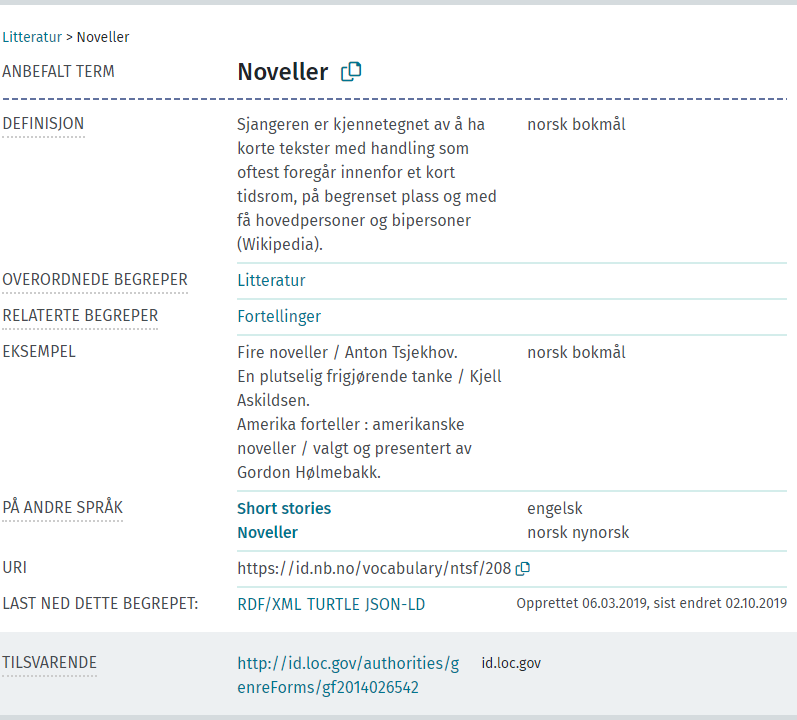 Litteratur > Noveller
ANBEFALT TERM Noveller
DEFINISJON Sjangeren er kjennetegnet av å ha norsk bokmål
korte tekster med handling som
oftest foregår innenfor et kort
tidsrom, på begrenset plass og med
få hovedpersoner og bipersoner
(Wikipedia).
OVERORDNEDE BEGREPER Litteratur
RELATERTE BEGREPER Fortellinger
EKSEMPEL Fire noveller / Anton Tsjekhov. norsk bokmål
En plutselig frigjørende tanke / Kjell
Askildsen.
Amerika forteller : amerikanske
noveller / valgt og presentert av
Gordon Hølmebakk.
PÅ ANDRE SPRÅK Short stories engelsk
Noveller norsk nynorsk
URI https://id.nb.no/vocabulary/ntsf/208
LAST NED DETTE BEGREPET: RDF/XML TURTLE JSON-LD Opprettet 06.03.2019, sist endret 02.10.2019
TILSVARENDE http://id.loc.gov/authorities/g id.loc.gov
enreForms/gf2014026542